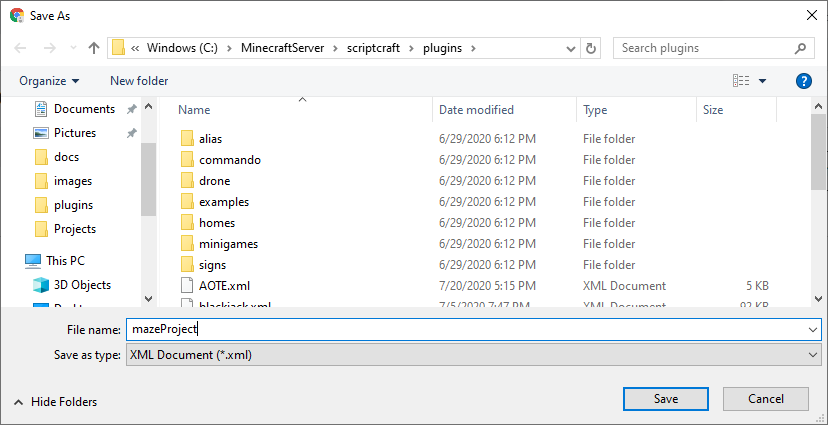 Save As
« Windows (C:) › MinecraftServer › scriptcraft › plugins ›
Search plugins
Organize
New folder
?
Documents
Pictures
docs
images
plugins
Projects
This PC
3D Objects
Desktop
Name Date modified Type Size
alias 6/29/2020 6:12 PM File folder
commando 6/29/2020 6:12 PM File folder
drone 6/29/2020 6:12 PM File folder
examples 6/29/2020 6:12 PM File folder
homes 6/29/2020 6:12 PM File folder
minigames 6/29/2020 6:12 PM File folder
signs 6/29/2020 6:12 PM File folder
AOTE.xml 7/20/2020 5:15 PM XML Document 5 KB
blackjack.xml 7/5/2020 7:47 PM XML Document 92 KB
File name: mazeProject
Save as type: XML Document (*.xml)
Hide Folders
Save
Cancel